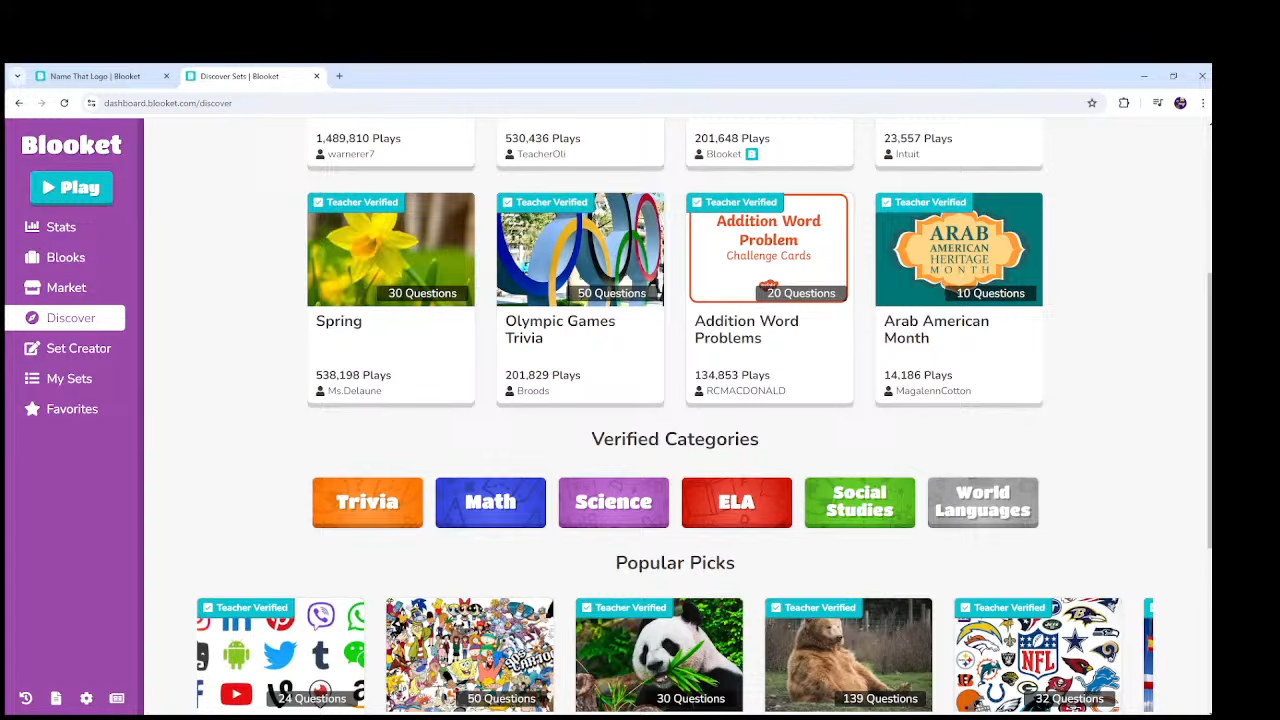 Name That Logo | Blooket
Discover Sets | Blooket
dashboard.blooket.com/discover
Blooket
Play
Stats
Blooks
Market
Discover
Set Creator
My Sets
Favorites
1,489,810 Plays
warnerer7
530,436 Plays
TeacherOli
201,648 Plays
Blooket
23,557 Plays
Intuit
Teacher Verified
30 Questions
Spring
538,198 Plays
Ms.Delaune
Teacher Verified
50 Questions
Olympic Games
Trivia
201,829 Plays
Broods
Teacher Verified
Addition Word
Problem
Challenge Cards
20 Questions
Addition Word
Problems
134,853 Plays
RCMACDONALD
Teacher Verified
ARAB
AMERICAN
HERITAGE
MONTH
10 Questions
Arab American
Month
14,186 Plays
MagalennCotton
Verified Categories
Trivia
Math
Science
ELA
Social
Studies
World
Languages
Popular Picks
Teacher Verified
24 Questions
50 Questions
Teacher Verified
30 Questions
Teacher Verified
139 Questions
Teacher Verified
NFL
32 Questions